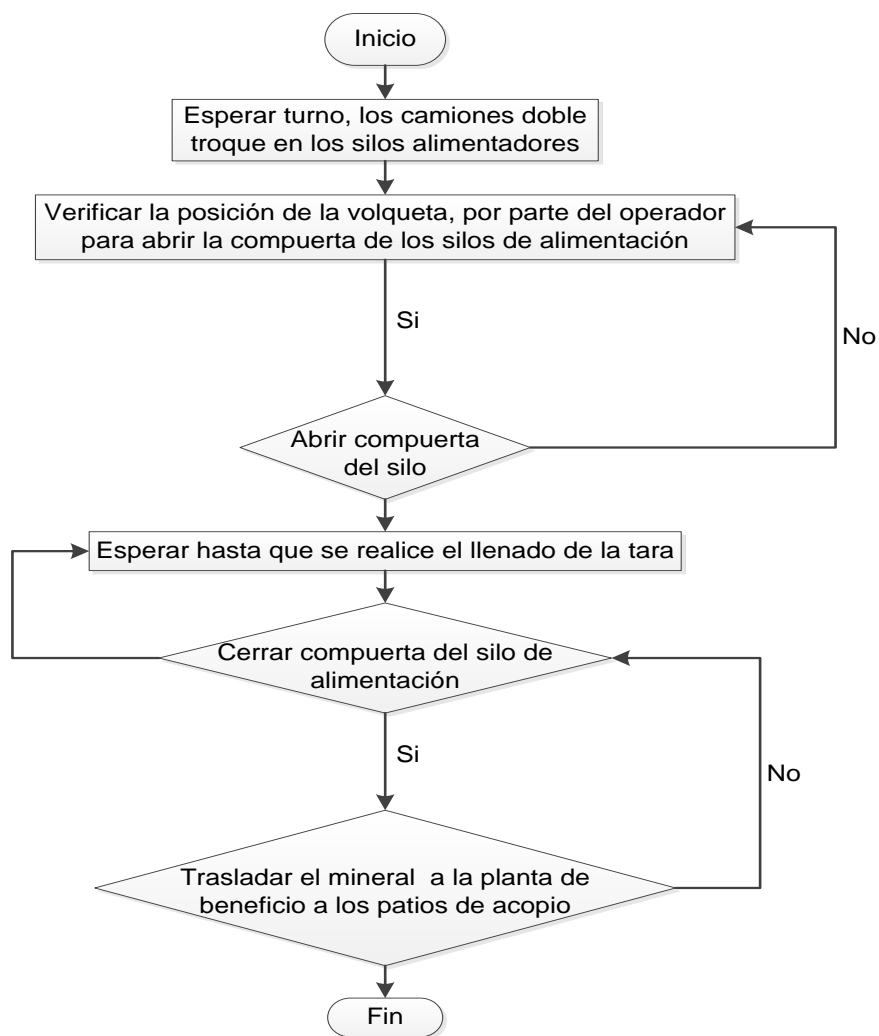 Inicio
Esperar turno, los camiones doble
troque en los silos alimentadores
Verificar la posición de la volqueta, por parte del operador
para abrir la compuerta de los silos de alimentación
Si
No
Abrir compuerta
del silo
Esperar hasta que se realice el llenado de la tara
Cerrar compuerta del silo de
alimentación
Si
No
Trasladar el mineral a la planta de
beneficio a los patios de acopio
Fin